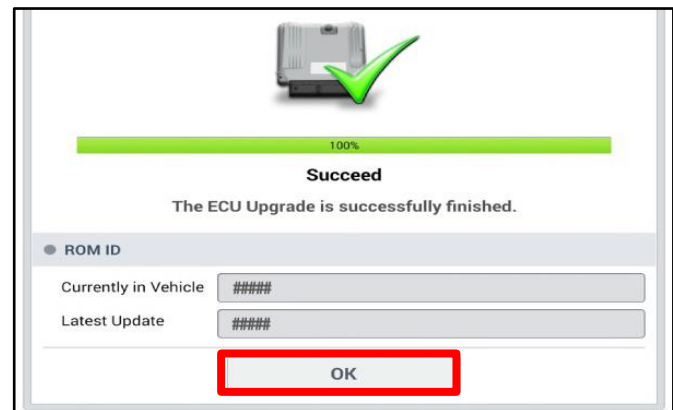 100%
Succeed
The ECU Upgrade is successfully finished.
ROM ID
Currently in Vehicle #####
Latest Update #####
OK